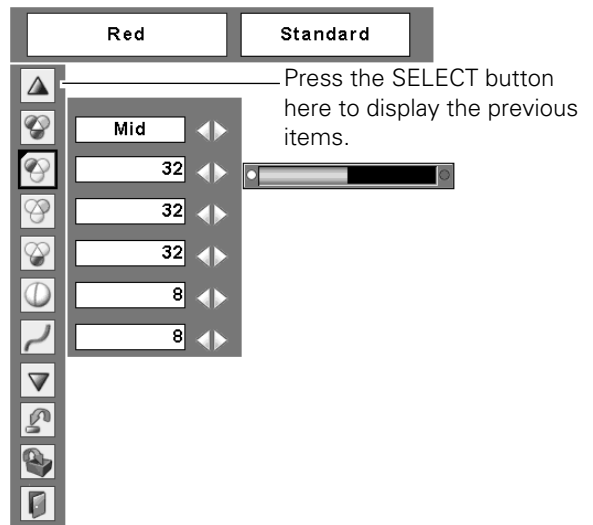 Red Standard
Press the SELECT button
here to display the previous
items.
Mid
32
32
32
8
8